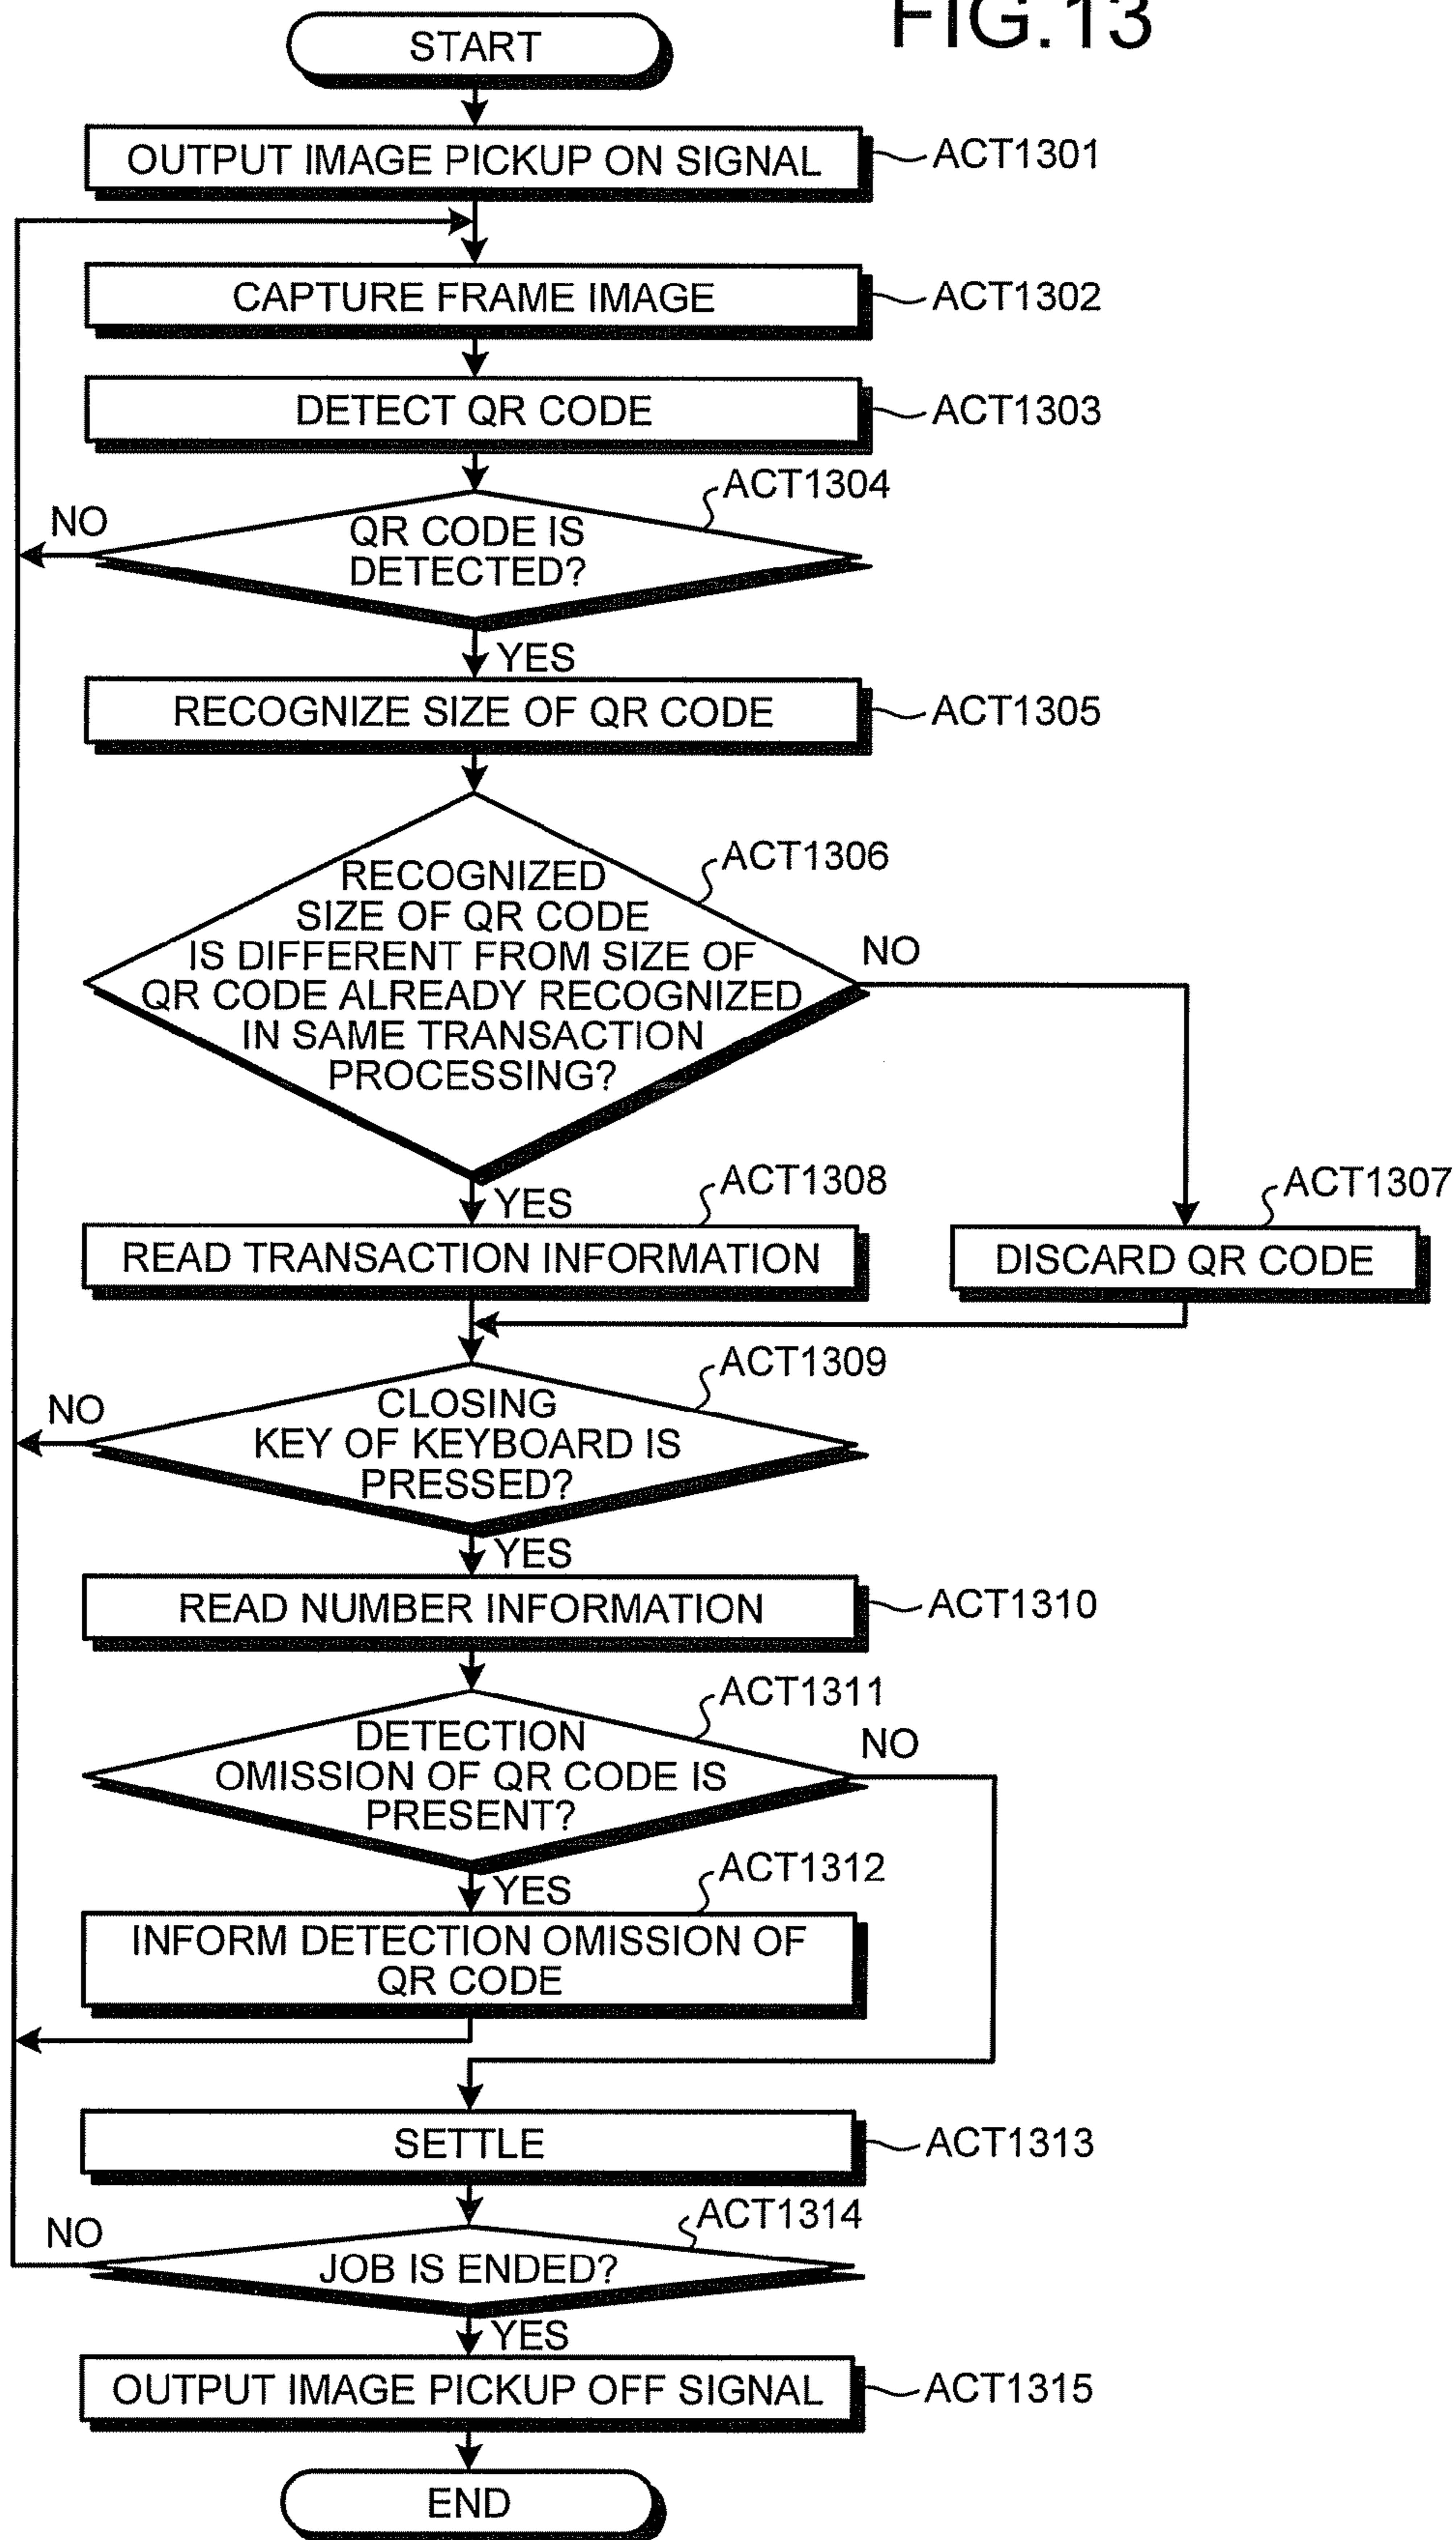 FIG.13
START
OUTPUT IMAGE PICKUP ON SIGNAL
ACT1301
CAPTURE FRAME IMAGE
ACT1302
DETECT QR CODE
ACT1303
ACT1304
NO
QR CODE IS
DETECTED?
YES
RECOGNIZE SIZE OF QR CODE
ACT1305
ACT1306
RECOGNIZED
SIZE OF QR CODE
IS DIFFERENT FROM SIZE OF
QR CODE ALREADY RECOGNIZED
IN SAME TRANSACTION
PROCESSING?
NO
YES
ACT1308
READ TRANSACTION INFORMATION
ACT1307
DISCARD QR CODE
ACT1309
NO
CLOSING
KEY OF KEYBOARD IS
PRESSED?
YES
READ NUMBER INFORMATION
ACT1310
ACT1311
DETECTION
OMISSION OF QR CODE IS
PRESENT?
NO
YES
ACT1312
INFORM DETECTION OMISSION OF
QR CODE
SETTLE
ACT1313
ACT1314
NO
JOB IS ENDED?
YES
OUTPUT IMAGE PICKUP OFF SIGNAL
ACT1315
END